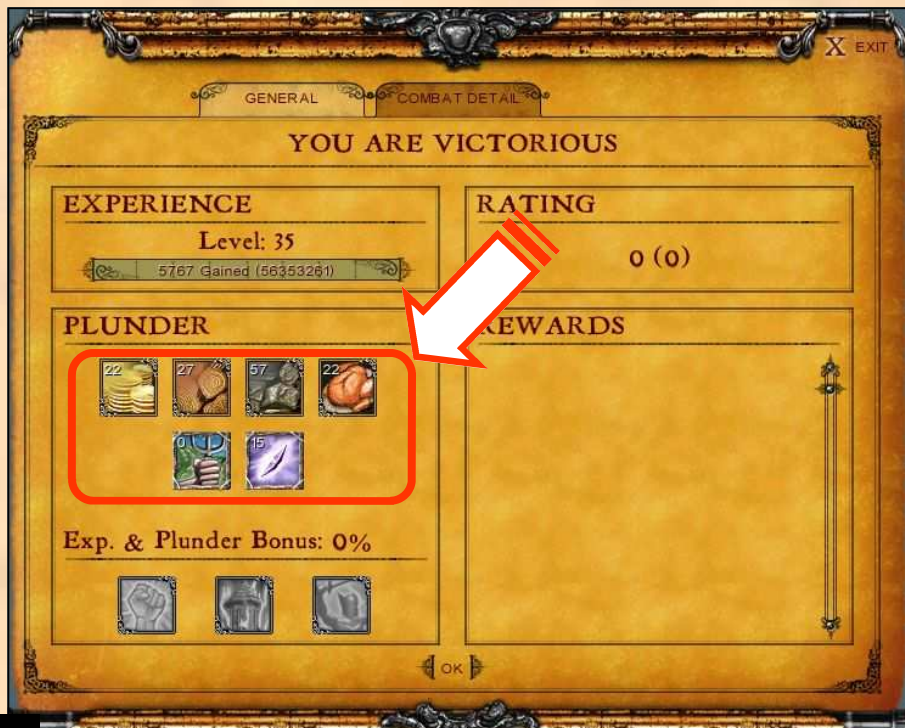 X EXIT
GENERAL
COMBAT DETAIL
YOU ARE VICTORIOUS
EXPERIENCE
Level: 35
5767 Gained (56353261)
RATING
0 (0)
PLUNDER
22 27 57 22
0 15
Exp. & Plunder Bonus: 0%
REWARDS
OK